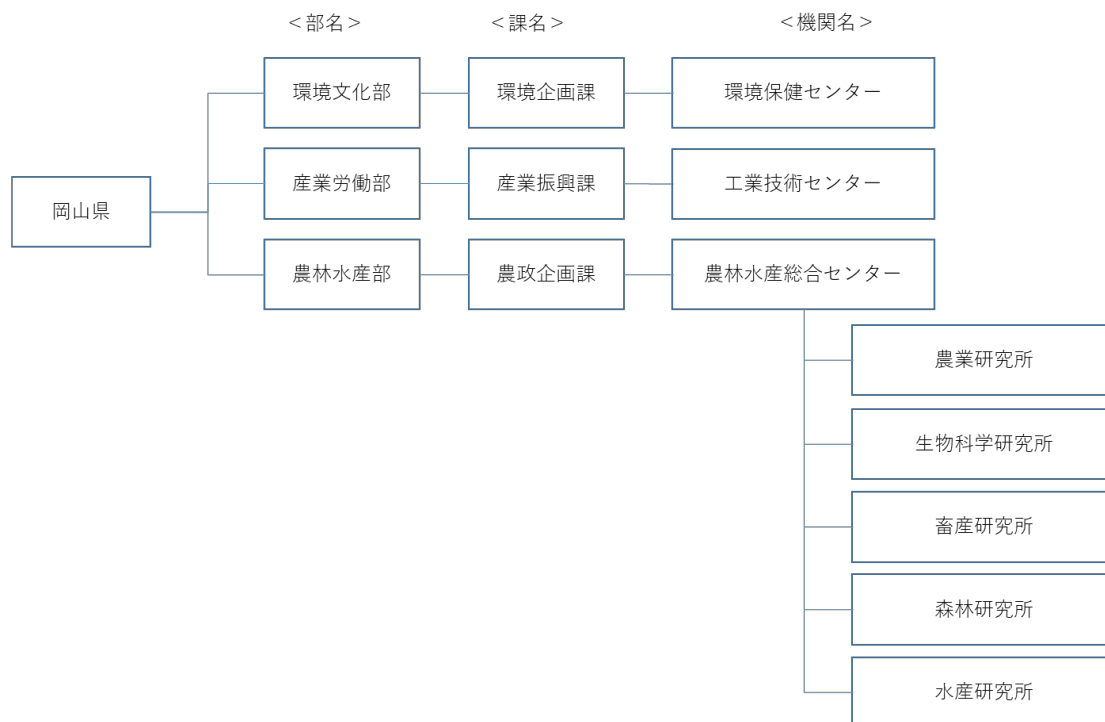 ＜部名＞ ＜課名＞ ＜機関名＞
環境文化部 環境企画課 環境保健センター
産業労働部 産業振興課 工業技術センター
岡山県
農林水産部 農政企画課 農林水産総合センター
農業研究所
生物科学研究所
畜産研究所
森林研究所
水産研究所